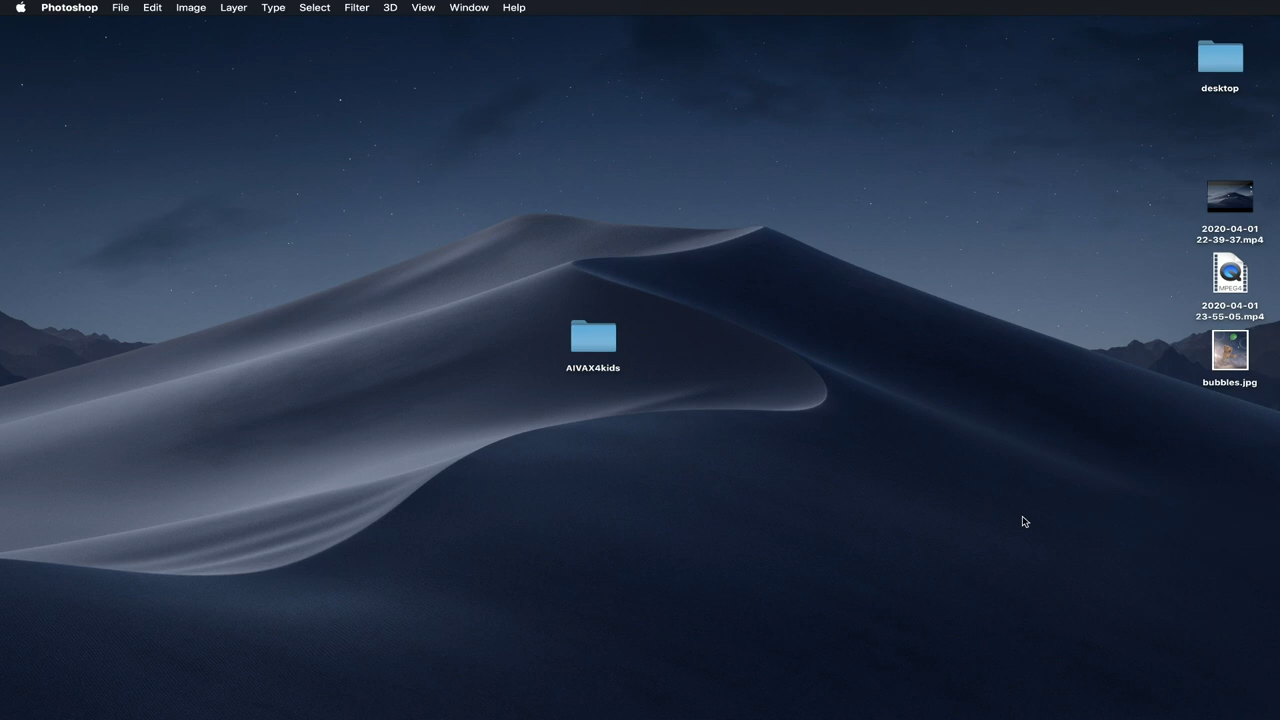 Photoshop File Edit Image Layer Type Select Filter 3D View Window Help
desktop
2020-04-01
22-39-37.mp4
MPEG4
2020-04-01
23-55-05.mp4
AIVAX4kids
bubbles.jpg